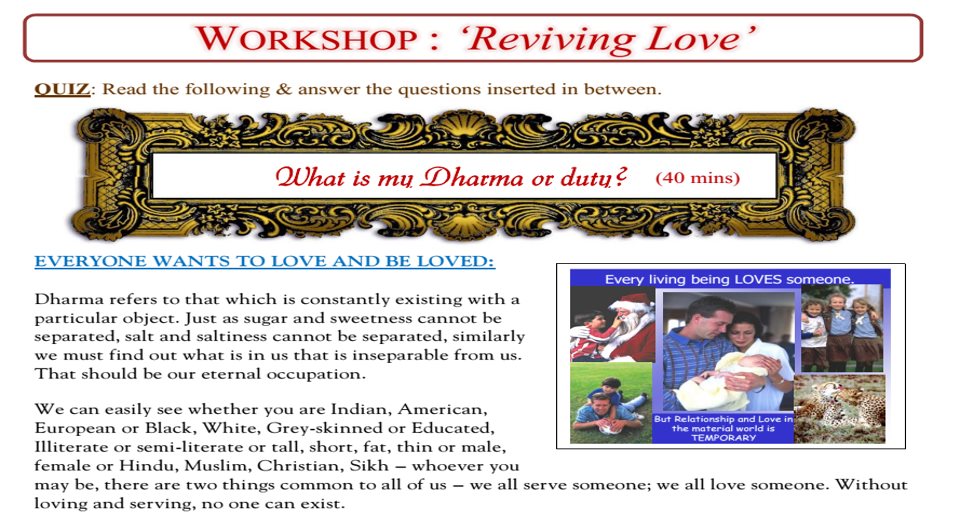 WORKSHOP : ‘Reviving Love’
QUIZ: Read the following & answer the questions inserted in between.
What is my Dharma or duty? (40 mins)
EVERYONE WANTS TO LOVE AND BE LOVED:
Every living being LOVES someone.
Dharma refers to that which is constantly existing with a
particular object. Just as sugar and sweetness cannot be
separated, salt and saltiness cannot be separated, similarly
we must find out what is in us that is inseparable from us.
That should be our eternal occupation.
But Relationship and Love in
the material world is
TEMPORARY
We can easily see whether you are Indian, American,
European or Black, White, Grey-skinned or Educated,
Illiterate or semi-literate or tall, short, fat, thin or male,
female or Hindu, Muslim, Christian, Sikh – whoever you
may be, there are two things common to all of us – we all serve someone; we all love someone. Without
loving and serving, no one can exist.